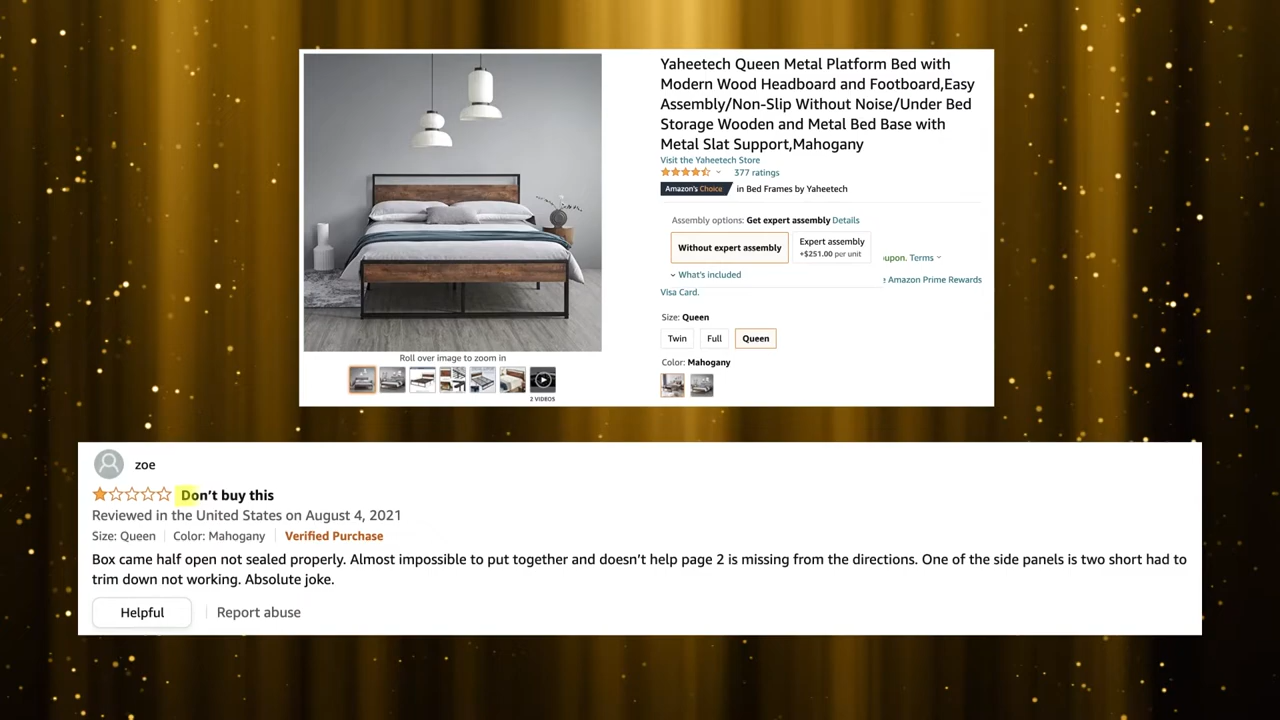 Yaheetech Queen Metal Platform Bed with
Modern Wood Headboard and Footboard,Easy
Assembly/Non-Slip Without Noise/Under Bed
Storage Wooden and Metal Bed Base with
Metal Slat Support,Mahogany
Visit the Yaheetech Store
377 ratings
Amazon's Choice in Bed Frames by Yaheetech
Assembly options: Get expert assembly Details
Without expert assembly
Expert assembly
+$251.00 per unit
upon. Terms
What's included
Amazon Prime Rewards
Visa Card.
Size: Queen
Twin Full Queen
Color: Mahogany
Roll over image to zoom in
2 VIDEOS
zoe
Don't buy this
Reviewed in the United States on August 4, 2021
Size: Queen Color: Mahogany Verified Purchase
Box came half open not sealed properly. Almost impossible to put together and doesn't help page 2 is missing from the directions. One of the side panels is two short had to
trim down not working. Absolute joke.
Helpful Report abuse